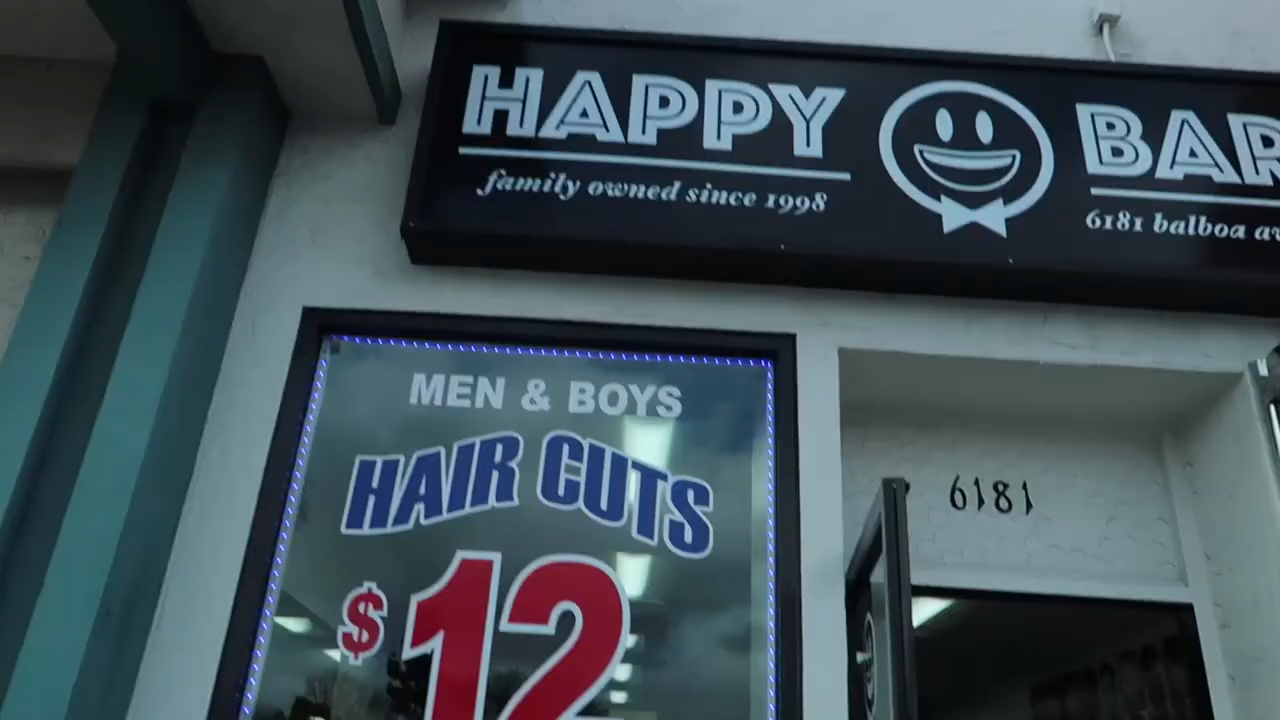 HAPPY
family owned since 1998
6181 balboa
MEN & BOYS
HAIR CUTS
$12
6181